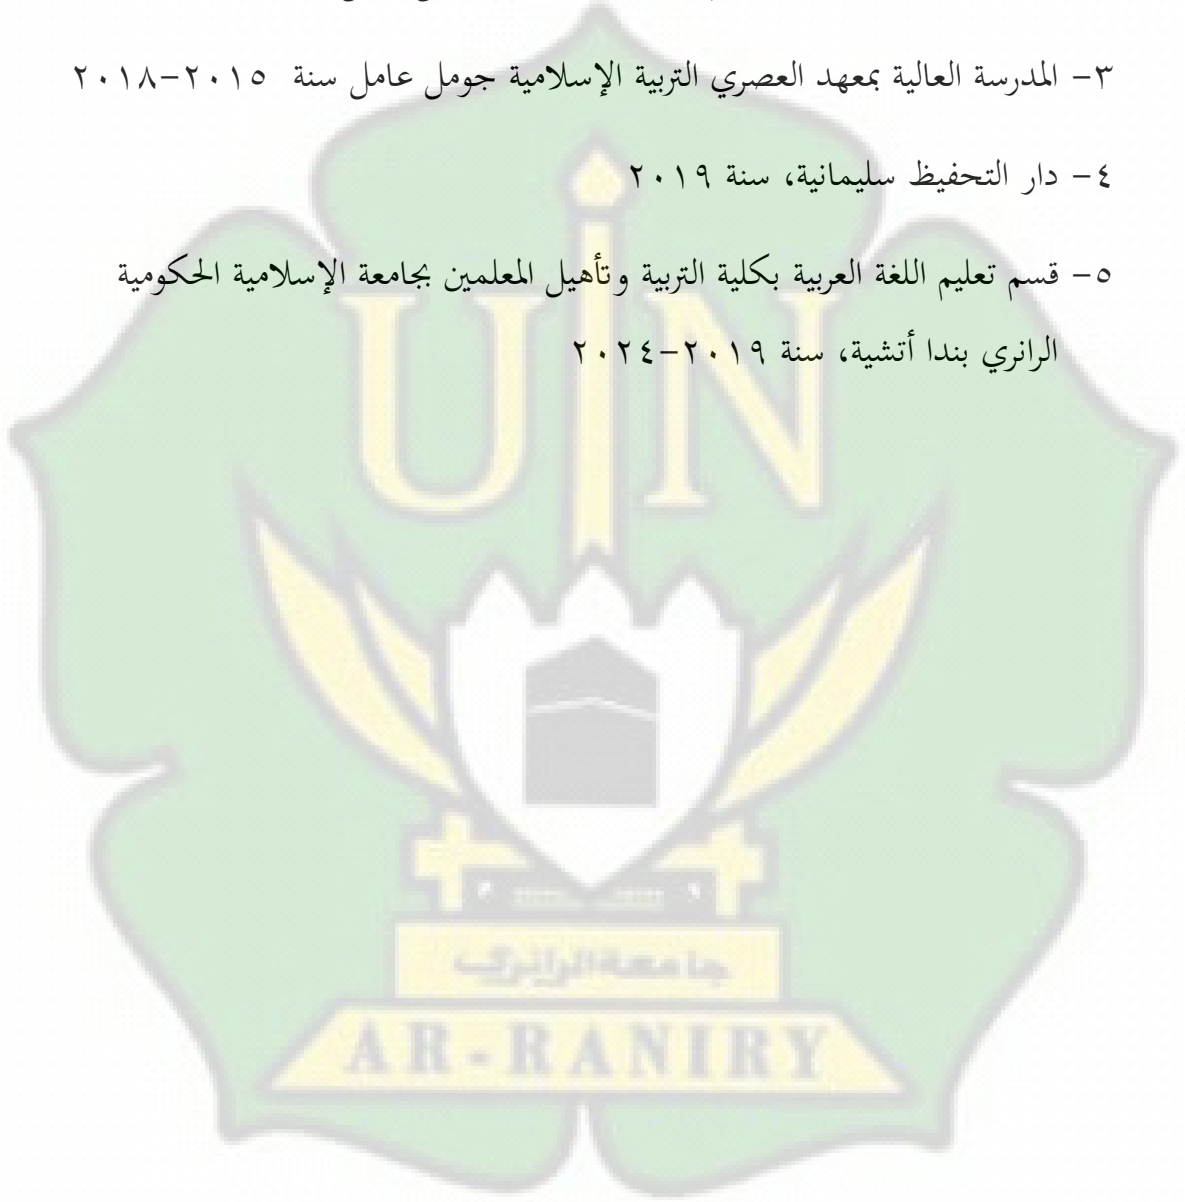 ٣- المدرسة العالية بمعهد العصري التربية الإسلامية جومل عامل سنة ٢٠١٥-٢٠١٨
٤- دار التحفيظ سليمانية، سنة ٢٠١٩
٥- قسم تعليم اللغة العربية بكلية التربية وتأهيل المعلمين بجامعة الإسلامية الحكومية
الرانري بندا أتشية، سنة ٢٠١٩-٢٠٢٤
UIN
جامعة الرانري
AR-RANIRY